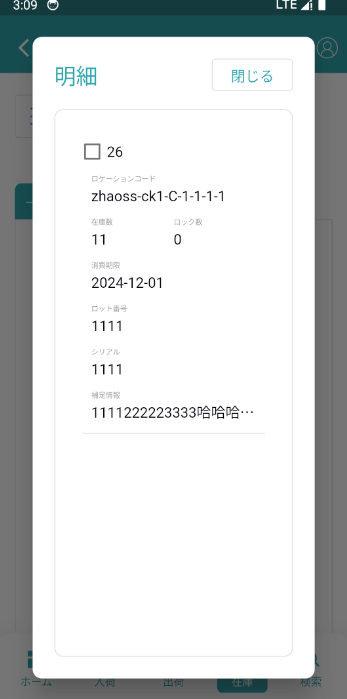 3:09 LTE
明細 閉じる
26
ロケーションコード
zhaoss-ck1-C-1-1-1-1
在庫数 ロック数
11 0
消費期限
2024-12-01
ロット番号
1111
シリアル
1111
補足情報
1111222223333哈哈哈…
ホーム 入荷 出荷 在庫 検索